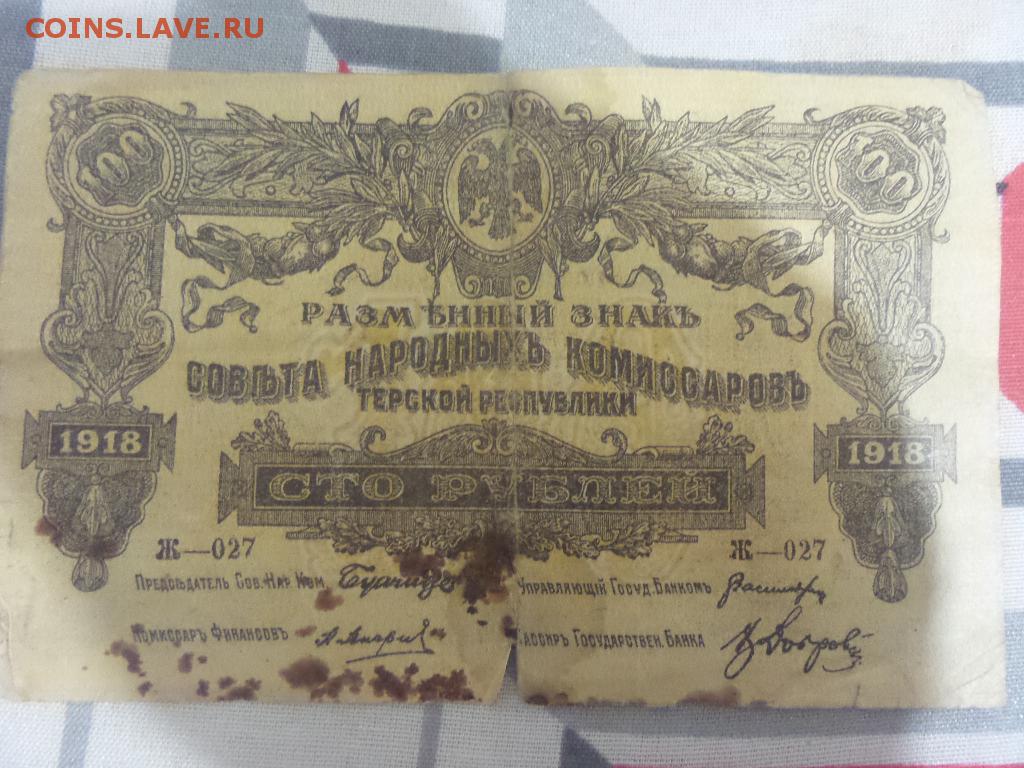 COINS.LAVE.RU
100 100
РАЗМѢННЫЙ ЗНАКЪ
СОВѢТА НАРОДНЫХЪ КОМИССАРОВЪ
ТЕРСКОЙ РЕСПУБЛИКИ
1918 1918
СТО РУБЛЕЙ
Ж—027 Ж—027
ПРЕДСѢДАТЕЛЬ СОВ. НАР. КОМ. УПРАВЛЯЮЩІЙ ГОСУД. БАНКОМЪ
КОМИССАРЪ ФИНАНСОВЪ КАССИРЪ ГОСУДАРСТВЕН. БАНКА